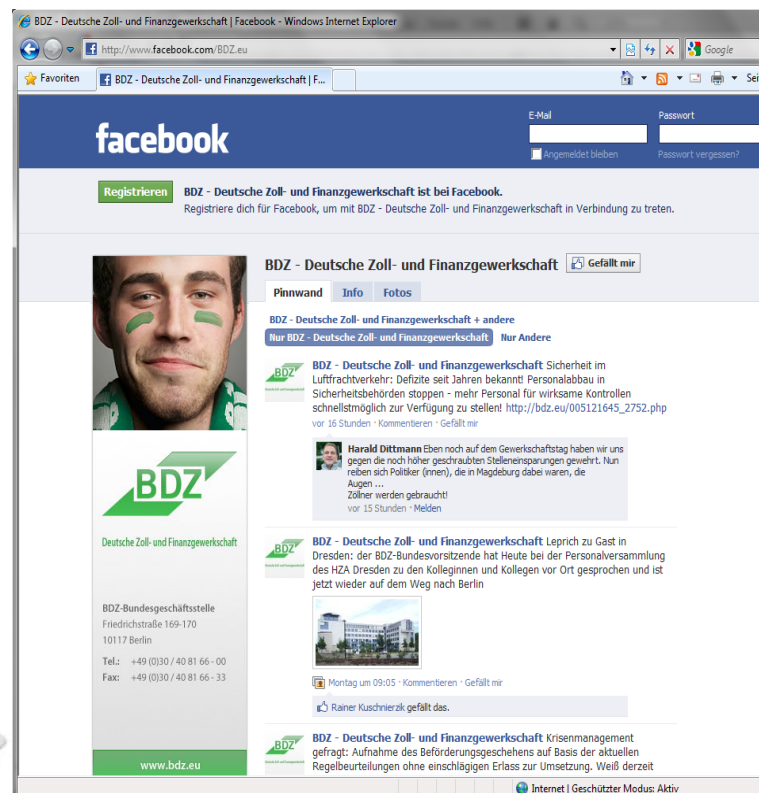 BDZ - Deutsche Zoll- und Finanzgewerkschaft | Facebook - Windows Internet Explorer
http://www.facebook.com/BDZ.eu
Google
Favoriten
BDZ - Deutsche Zoll- und Finanzgewerkschaft | F...
Sei
facebook
E-Mail
Passwort
Angemeldet bleiben
Passwort vergessen?
Registrieren
BDZ - Deutsche Zoll- und Finanzgewerkschaft ist bei Facebook.
Registriere dich für Facebook, um mit BDZ - Deutsche Zoll- und Finanzgewerkschaft in Verbindung zu treten.
BDZ
Deutsche Zoll- und Finanzgewerkschaft
BDZ-Bundesgeschäftsstelle
Friedrichstraße 169-170
10117 Berlin
Tel.: +49 (0)30 / 40 81 66 - 00
Fax: +49 (0)30 / 40 81 66 - 33
www.bdz.eu
BDZ - Deutsche Zoll- und Finanzgewerkschaft
Gefällt mir
Pinnwand Info Fotos
BDZ - Deutsche Zoll- und Finanzgewerkschaft + andere
Nur BDZ - Deutsche Zoll- und Finanzgewerkschaft Nur Andere
BDZ
BDZ - Deutsche Zoll- und Finanzgewerkschaft Sicherheit im
Luftfrachtverkehr: Defizite seit Jahren bekannt! Personalabbau in
Sicherheitsbehörden stoppen - mehr Personal für wirksame Kontrollen
schnellstmöglich zur Verfügung zu stellen! http://bdz.eu/005121645_2752.php
vor 16 Stunden · Kommentieren · Gefällt mir
Harald Dittmann Eben noch auf dem Gewerkschaftstag haben wir uns
gegen die noch höher geschraubten Stelleneinsparungen gewehrt. Nun
reiben sich Politiker (innen), die in Magdeburg dabei waren, die
Augen ...
Zöllner werden gebraucht!
vor 15 Stunden · Melden
BDZ
BDZ - Deutsche Zoll- und Finanzgewerkschaft Leprich zu Gast in
Dresden: der BDZ-Bundesvorsitzende hat Heute bei der Personalversammlung
des HZA Dresden zu den Kolleginnen und Kollegen vor Ort gesprochen und ist
jetzt wieder auf dem Weg nach Berlin
Montag um 09:05 · Kommentieren · Gefällt mir
Rainer Kuschnierzik gefällt das.
BDZ
BDZ - Deutsche Zoll- und Finanzgewerkschaft Krisenmanagement
gefragt: Aufnahme des Beförderungsgeschehens auf Basis der aktuellen
Regelbeurteilungen ohne einschlägigen Erlass zur Umsetzung. Weiß derzeit
Internet | Geschützter Modus: Aktiv